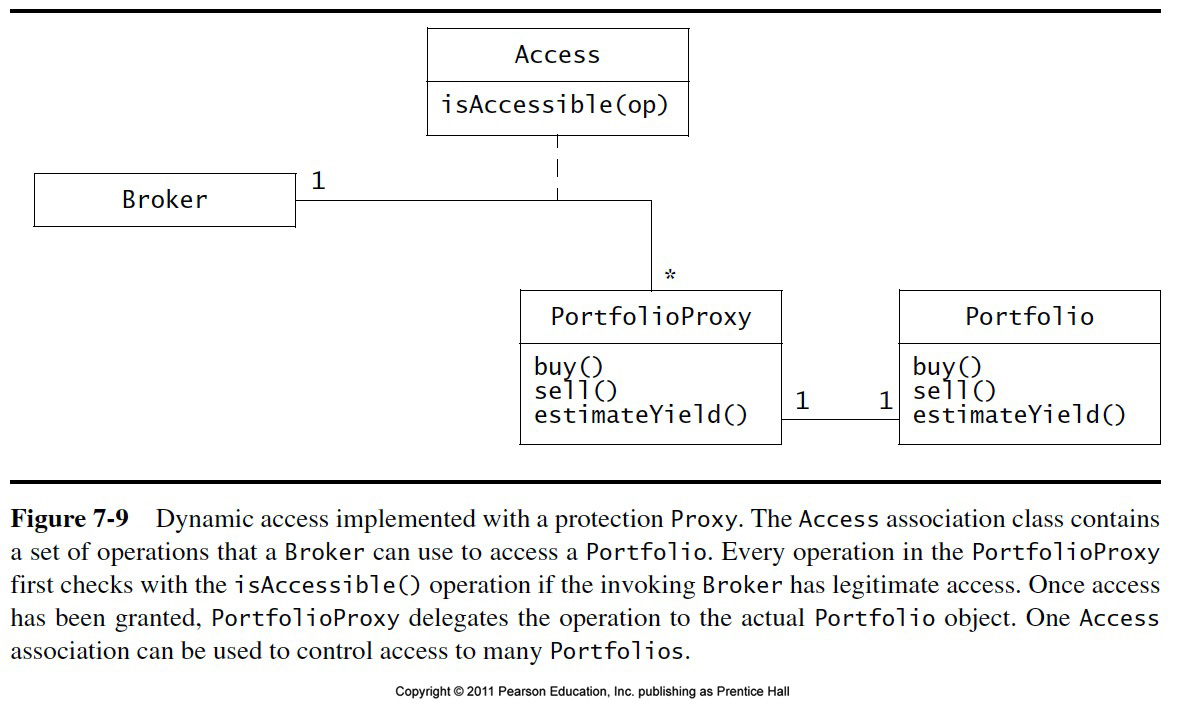 Access
isAccessible(op)
Broker
1
*
PortfolioProxy
buy()
sell()
estimateYield()
1
1
Portfolio
buy()
sell()
estimateYield()
Figure 7-9 Dynamic access implemented with a protection Proxy. The Access association class contains
a set of operations that a Broker can use to access a Portfolio. Every operation in the PortfolioProxy
first checks with the isAccessible() operation if the invoking Broker has legitimate access. Once access
has been granted, PortfolioProxy delegates the operation to the actual Portfolio object. One Access
association can be used to control access to many Portfolios.
Copyright © 2011 Pearson Education, Inc. publishing as Prentice Hall